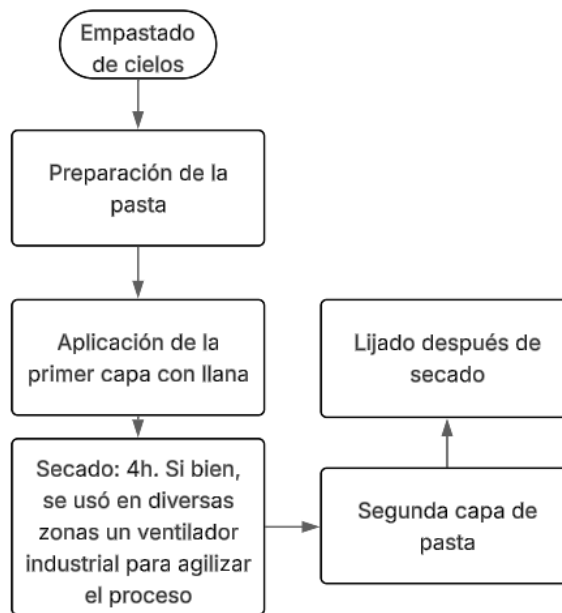 Empastado
de cielos
Preparación de la
pasta
Aplicación de la
primer capa con llana
Secado: 4h. Si bien,
se usó en diversas
zonas un ventilador
industrial para agilizar
el proceso
Segunda capa de
pasta
Lijado después de
secado